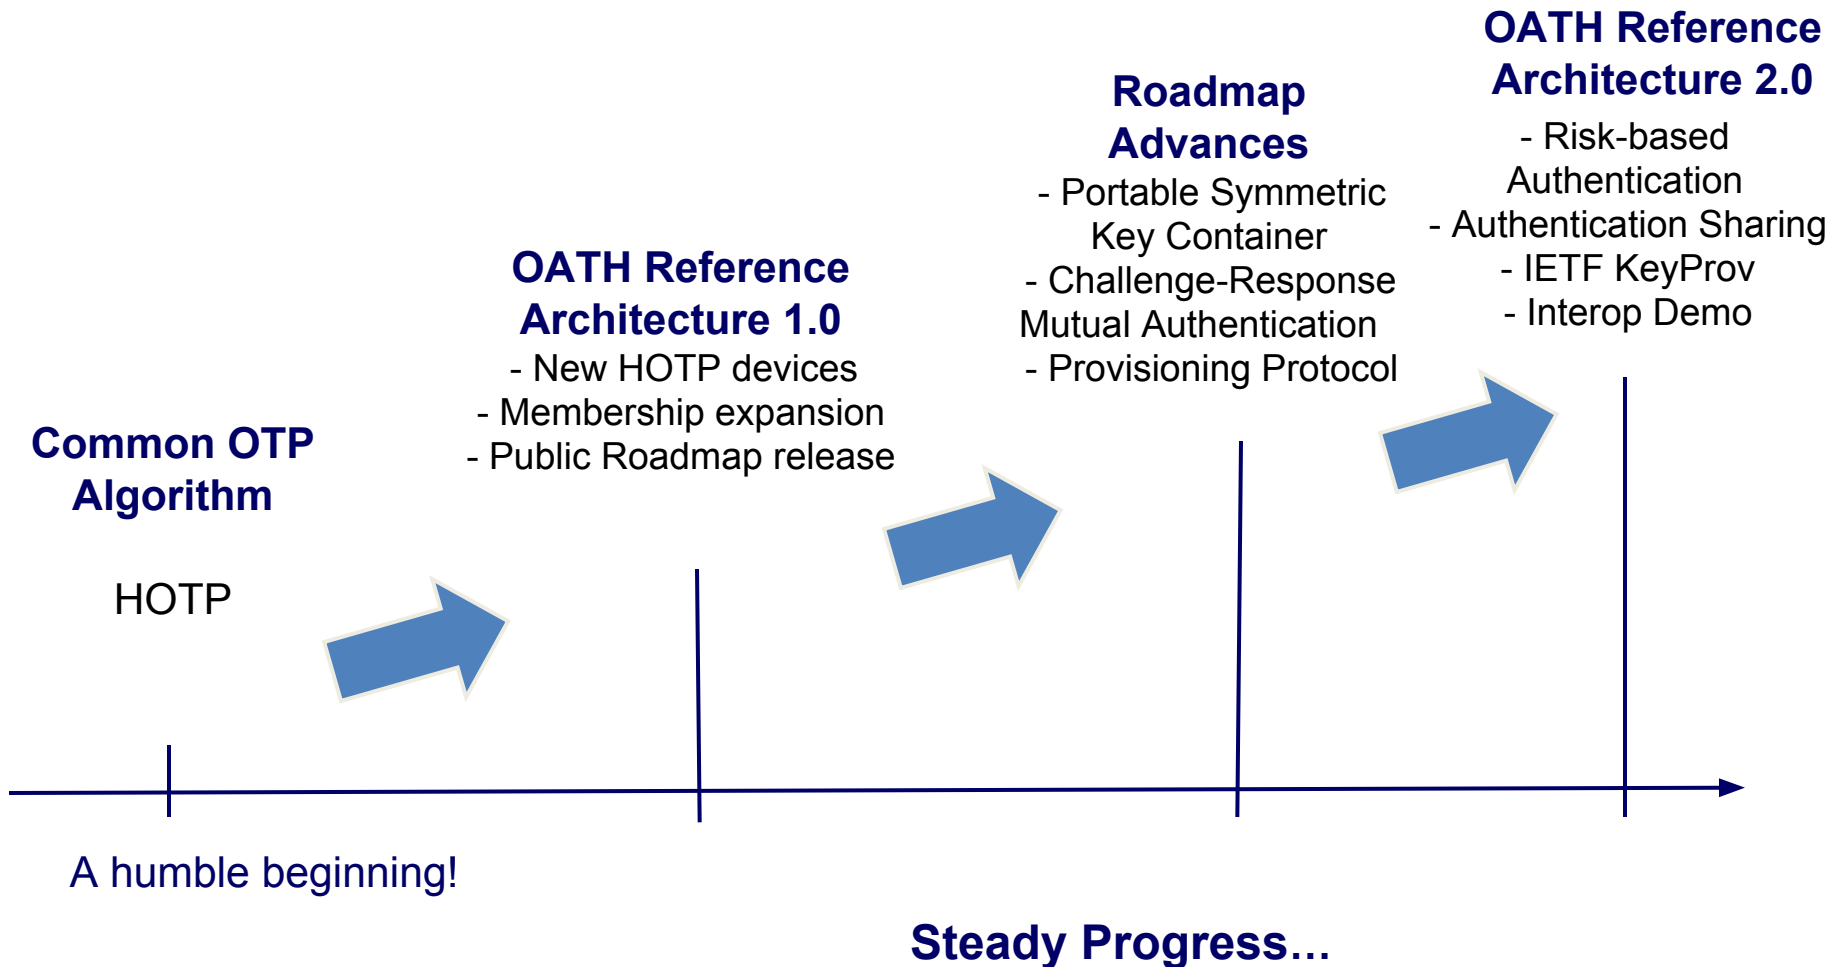 Common OTP
Algorithm
HOTP
A humble beginning!
OATH Reference
Architecture 1.0
- New HOTP devices
- Membership expansion
- Public Roadmap release
Roadmap
Advances
- Portable Symmetric
Key Container
- Challenge-Response
Mutual Authentication
- Provisioning Protocol
OATH Reference
Architecture 2.0
- Risk-based
Authentication
- Authentication Sharing
- IETF KeyProv
- Interop Demo
Steady Progress…